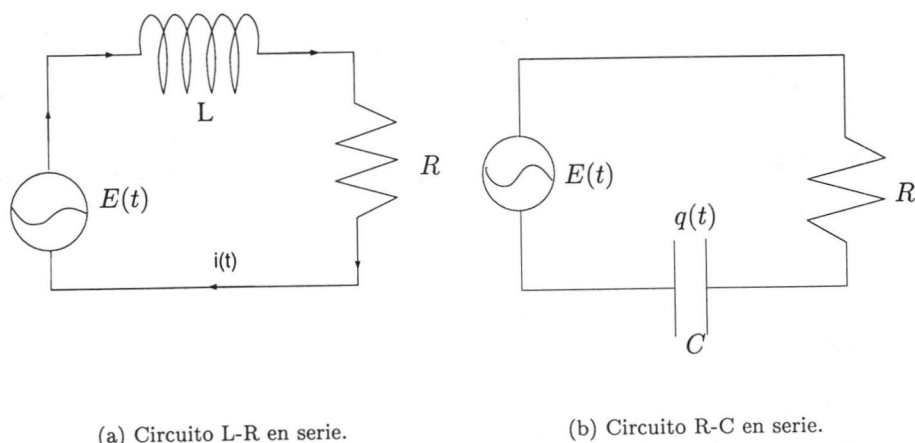 L
R
E(t)
i(t)
(a) Circuito L-R en serie.
E(t)
q(t)
R
C
(b) Circuito R-C en serie.